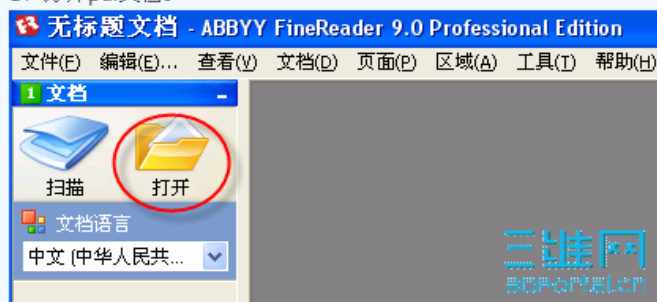 无标题文档 - ABBYY FineReader 9.0 Professional Edition
文件(F) 编辑(E)... 查看(V) 文档(D) 页面(P) 区域(A) 工具(T) 帮助(H)
1 文档
扫描 打开
文档语言
中文 (中华人民共...
三维网
3DPortal.cn